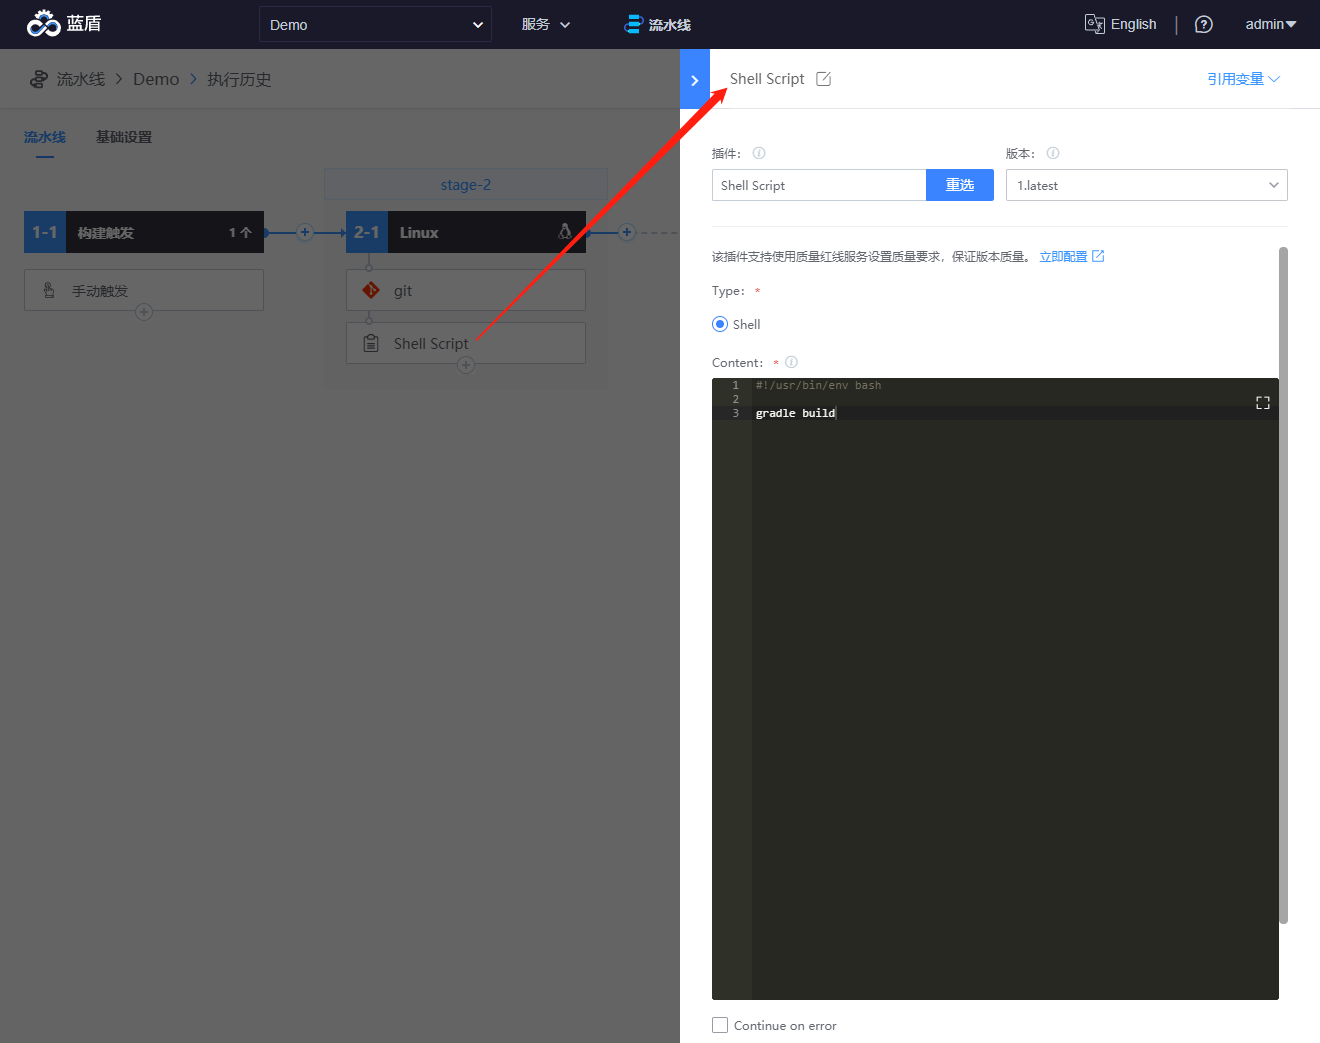 蓝盾
Demo
服务
流水线
English
admin
流水线
Demo
执行历史
流水线
基础设置
stage-2
1-1
构建触发
1 个
手动触发
2-1
Linux
git
Shell Script
Shell Script
引用变量
插件：
版本：
Shell Script
重选
1.latest
该插件支持使用质量红线服务设置质量要求，保证版本质量。 立即配置
Type： *
Shell
Content： *
1 #!/usr/bin/env bash
2
3 gradle build
Continue on error